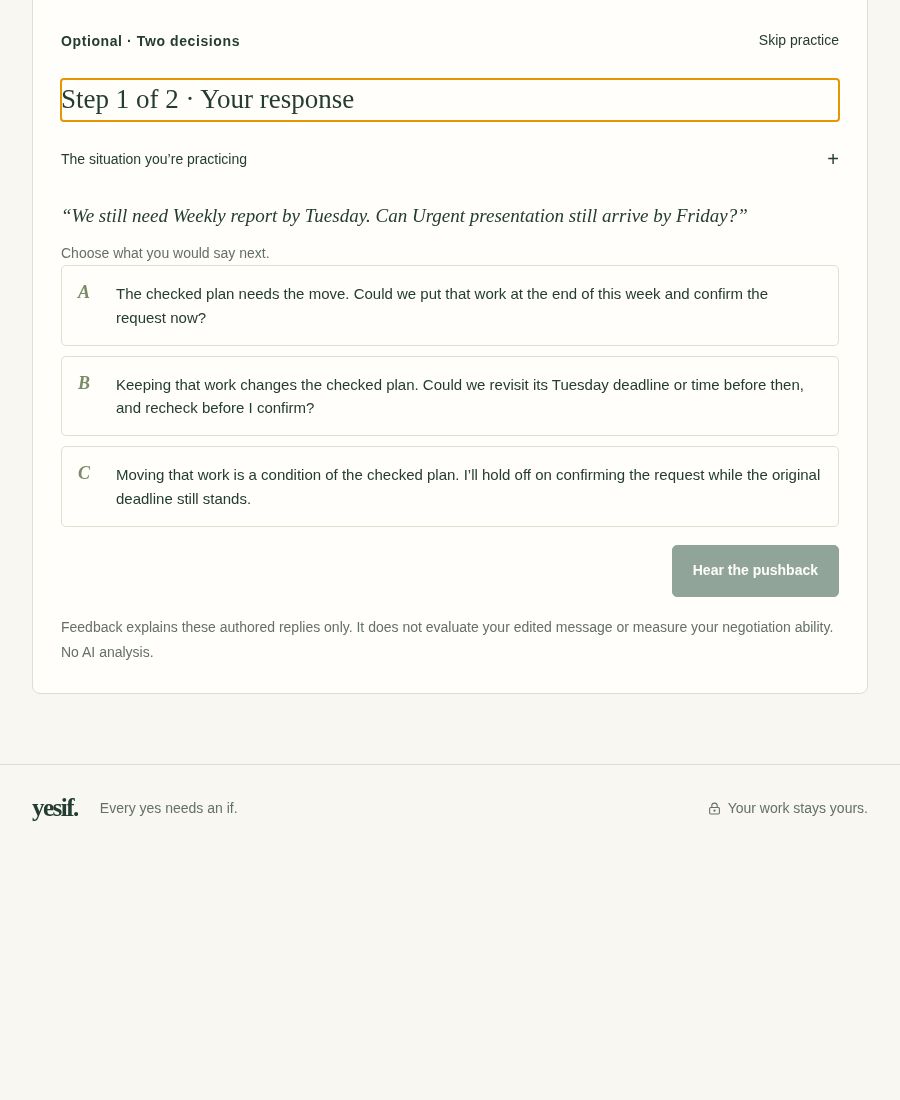 Optional · Two decisions
Skip practice
Step 1 of 2 · Your response
The situation you’re practicing
+
“We still need Weekly report by Tuesday. Can Urgent presentation still arrive by Friday?”
Choose what you would say next.
A
The checked plan needs the move. Could we put that work at the end of this week and confirm the
request now?
B
Keeping that work changes the checked plan. Could we revisit its Tuesday deadline or time before then,
and recheck before I confirm?
C
Moving that work is a condition of the checked plan. I’ll hold off on confirming the request while the original
deadline still stands.
Hear the pushback
Feedback explains these authored replies only. It does not evaluate your edited message or measure your negotiation ability.
No AI analysis.
yesif.
Every yes needs an if.
Your work stays yours.